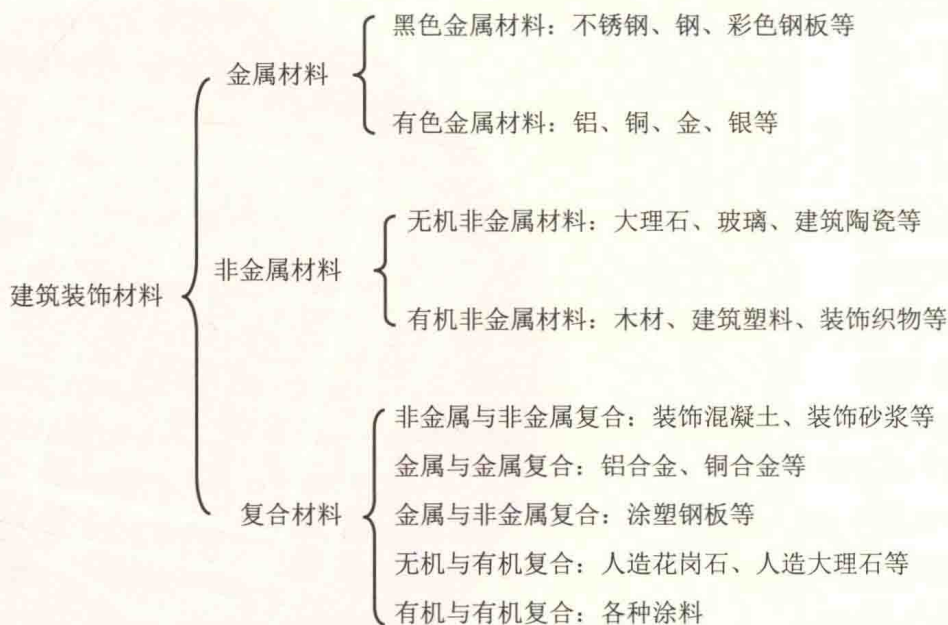 黑色金属材料：不锈钢、钢、彩色钢板等
金属材料
有色金属材料：铝、铜、金、银等
无机非金属材料：大理石、玻璃、建筑陶瓷等
非金属材料
建筑装饰材料
有机非金属材料：木材、建筑塑料、装饰织物等
非金属与非金属复合：装饰混凝土、装饰砂浆等
金属与金属复合：铝合金、铜合金等
复合材料
金属与非金属复合：涂塑钢板等
无机与有机复合：人造花岗石、人造大理石等
有机与有机复合：各种涂料